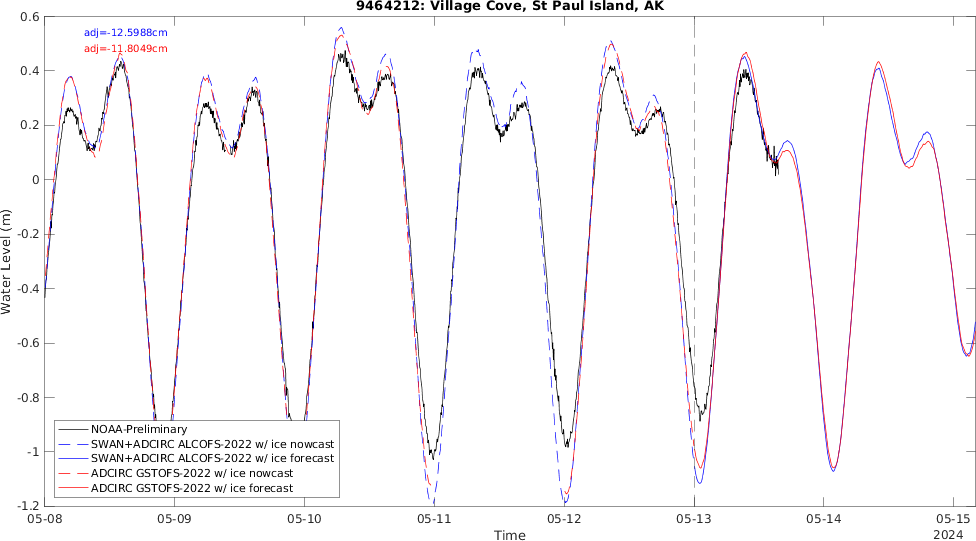 9464212: Village Cove, St Paul Island, AK
adj=-12.5988cm
adj=-11.8049cm
0.6
0.4
0.2
0
-0.2
-0.4
-0.6
-0.8
-1
-1.2
Water Level (m)
NOAA-Preliminary
SWAN+ADCIRC ALCOFS-2022 w/ ice nowcast
SWAN+ADCIRC ALCOFS-2022 w/ ice forecast
ADCIRC GSTOFS-2022 w/ ice nowcast
ADCIRC GSTOFS-2022 w/ ice forecast
05-08 05-09 05-10 05-11 05-12 05-13 05-14 05-15
Time
2024